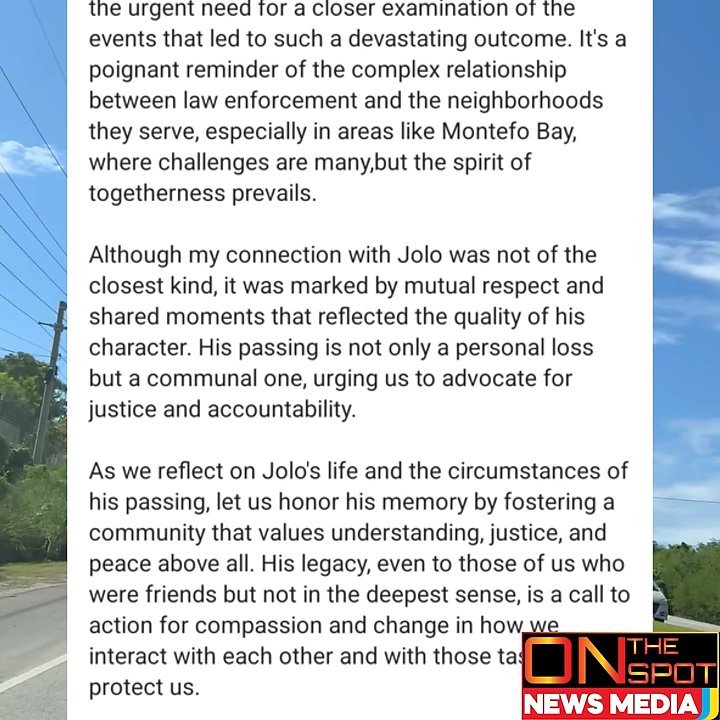 the urgent need for a closer examination of the
events that led to such a devastating outcome. It's a
poignant reminder of the complex relationship
between law enforcement and the neighborhoods
they serve, especially in areas like Montefo Bay,
where challenges are many,but the spirit of
togetherness prevails.
Although my connection with Jolo was not of the
closest kind, it was marked by mutual respect and
shared moments that reflected the quality of his
character. His passing is not only a personal loss
but a communal one, urging us to advocate for
justice and accountability.
As we reflect on Jolo's life and the circumstances of
his passing, let us honor his memory by fostering a
community that values understanding, justice, and
peace above all. His legacy, even to those of us who
were friends but not in the deepest sense, is a call to
action for compassion and change in how we
interact with each other and with those
protect us.
ON THE SPOT
NEWS MEDIA